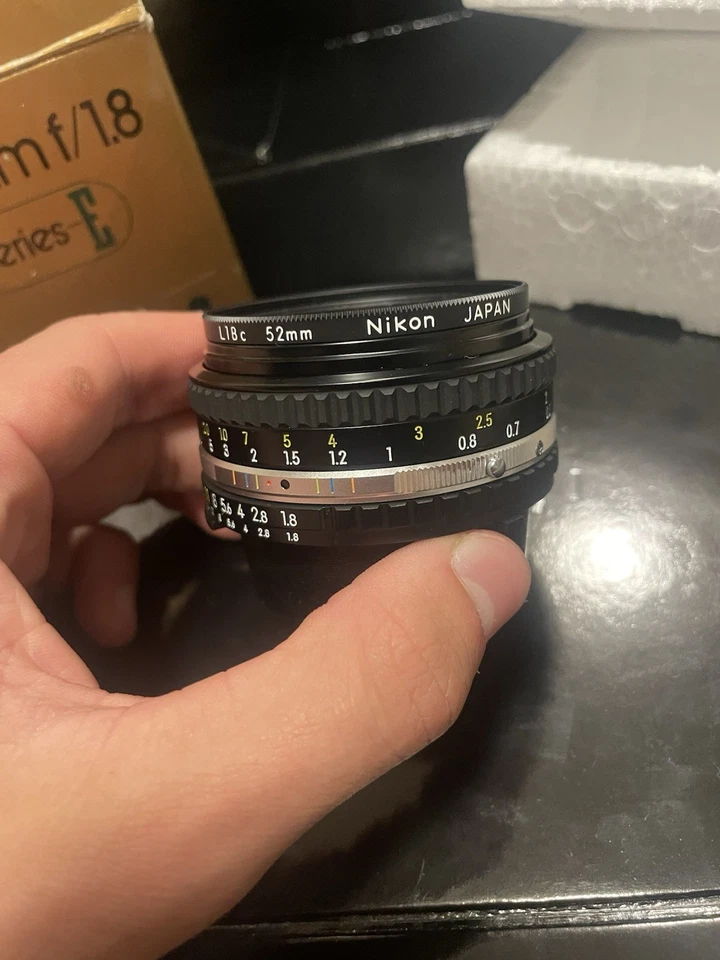 m f/1.8
eries-E
L1Bc 52mm Nikon JAPAN
10 7 5 4 3 2.5
3 2 1.5 1.2 1 0.8 0.7
8 5.6 4 2.8 1.8
8 5.6 4 2.8 1.8